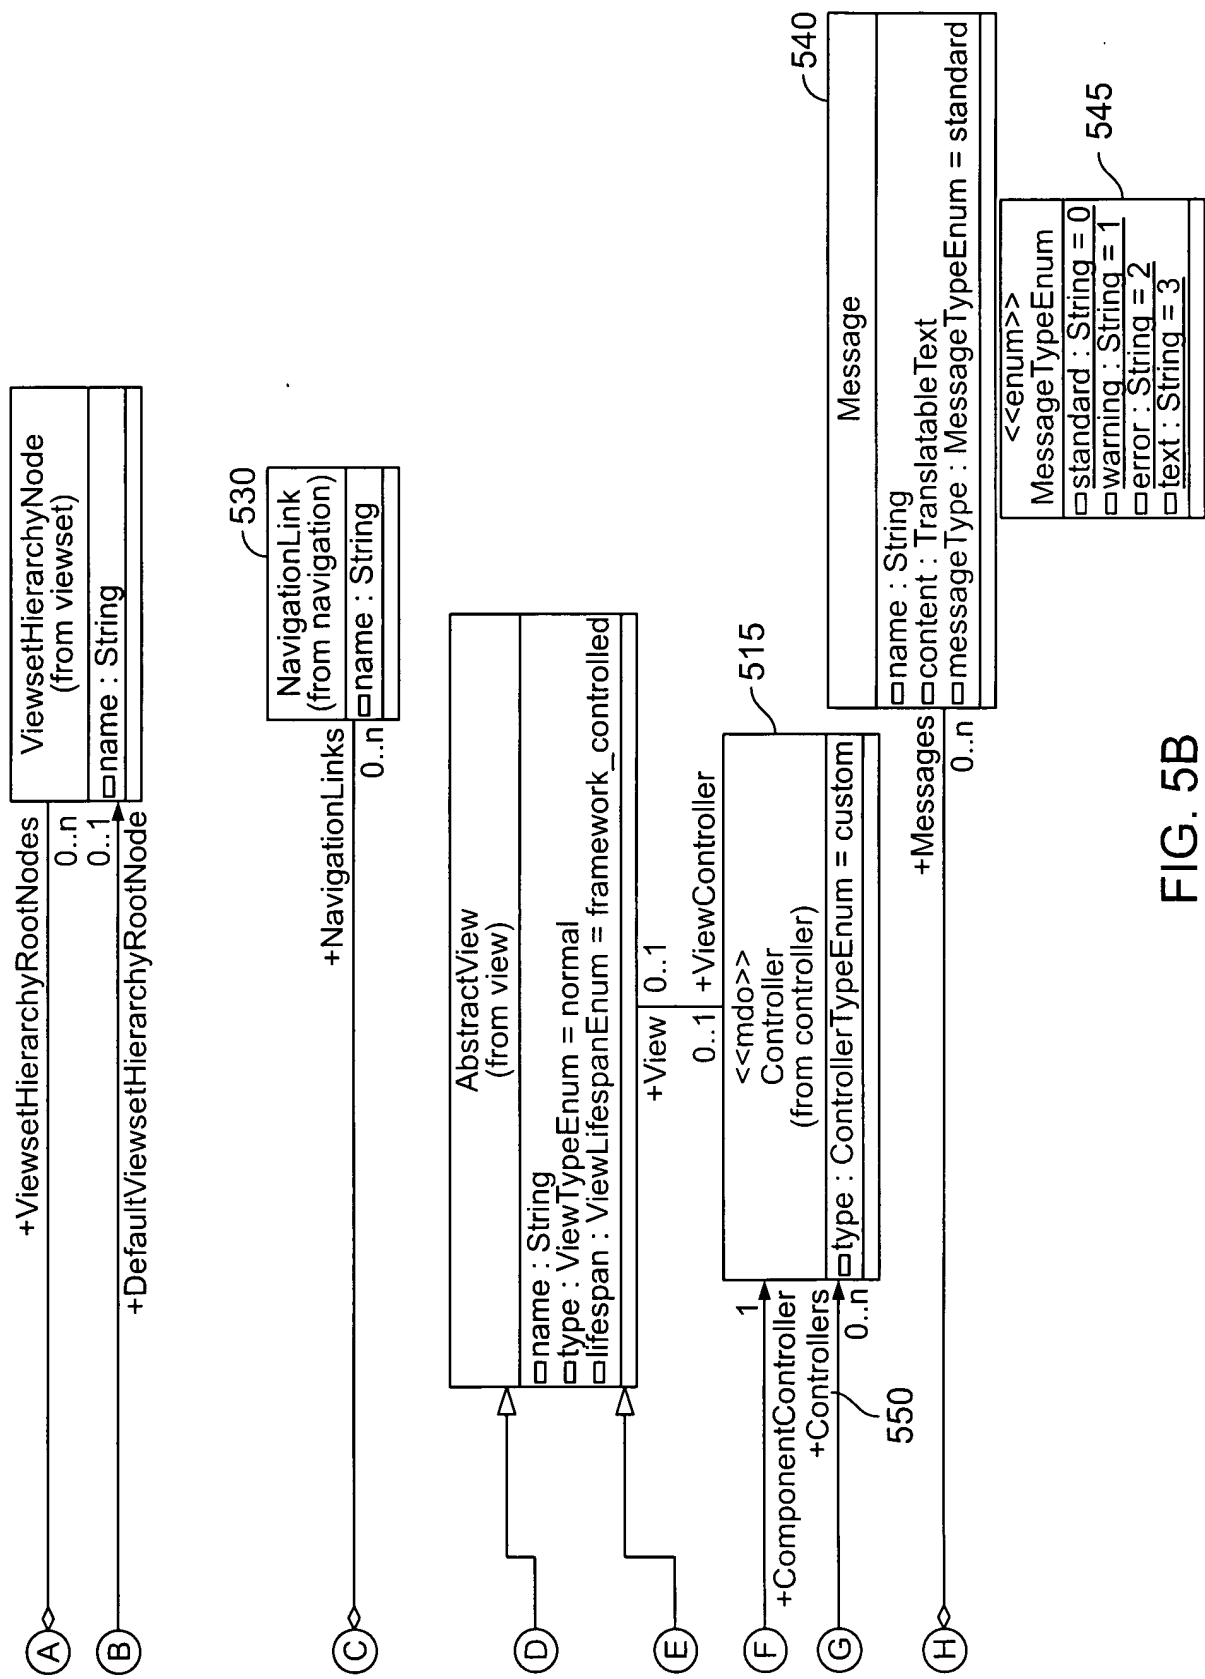 A
+ViewsetHierarchyRootNodes
0..n
ViewsetHierarchyNode
(from viewset)
name : String
B
0..1
+DefaultViewsetHierarchyRootNode
C
+NavigationLinks
0..n
NavigationLink
(from navigation)
name : String
530
D
AbstractView
(from view)
name : String
type : ViewTypeEnum = normal
lifespan : ViewLifespanEnum = framework_controlled
E
+View
0..1
0..1
+ViewController
<<mdo>>
Controller
(from controller)
type : ControllerTypeEnum = custom
515
F
1
+ComponentController
G
+Controllers
0..n
550
H
+Messages
0..n
Message
name : String
content : TranslatableText
messageType : MessageTypeEnum = standard
540
<<enum>>
MessageTypeEnum
standard : String = 0
warning : String = 1
error : String = 2
text : String = 3
545
FIG. 5B